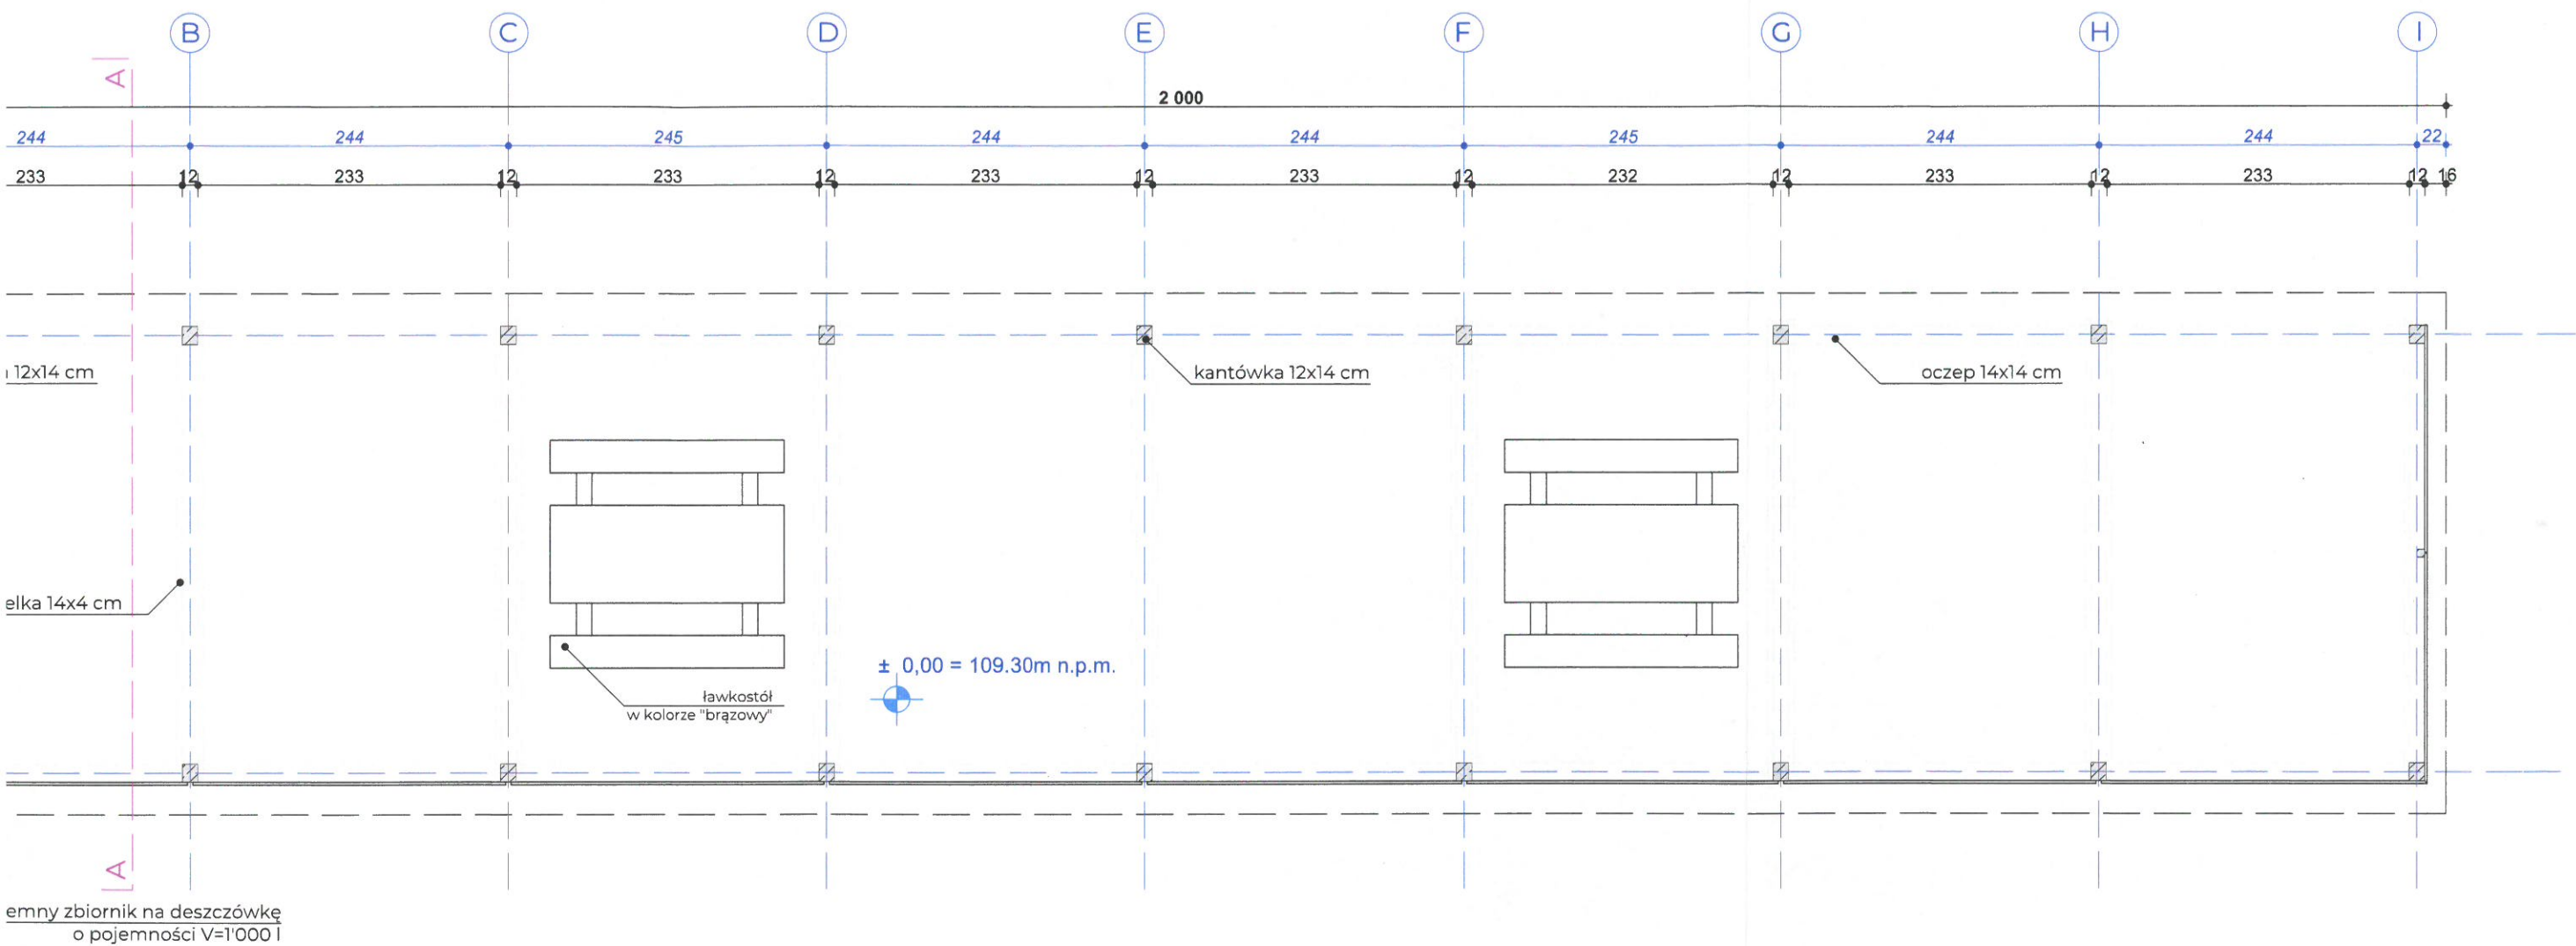 B C D E F G H I
A
2 000
244 244 245 244 244 245 244 244 22
233 12 233 12 233 12 233 12 233 12 232 12 233 12 233 12 16
12x14 cm
kantówka 12x14 cm
oczep 14x14 cm
elka 14x4 cm
± 0,00 = 109.30m n.p.m.
ławkostół
w kolorze "brązowy"
A
emny zbiornik na deszczówkę
o pojemności V=1'000 l